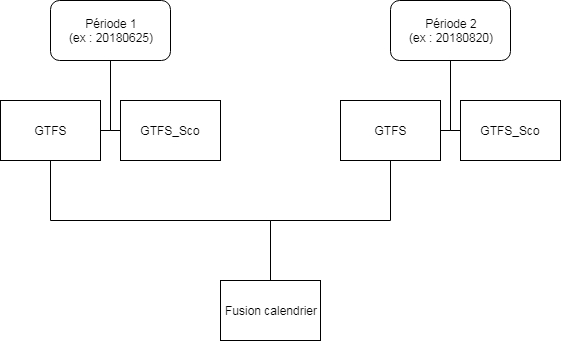 Période 1
(ex : 20180625)
Période 2
(ex : 20180820)
GTFS
GTFS_Sco
GTFS
GTFS_Sco
Fusion calendrier